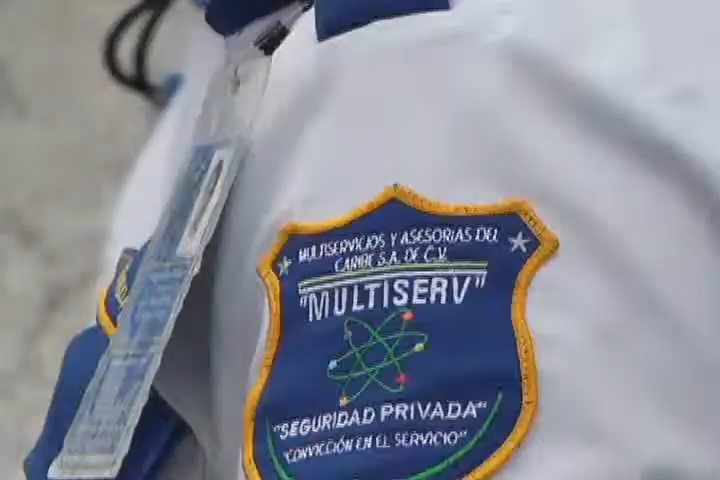 MULTISERVICIOS Y ASESORIAS DEL
CARIBE S.A. DE C.V.
"MULTISERV"
"SEGURIDAD PRIVADA"
"CONVICCIÓN EN EL SERVICIO"